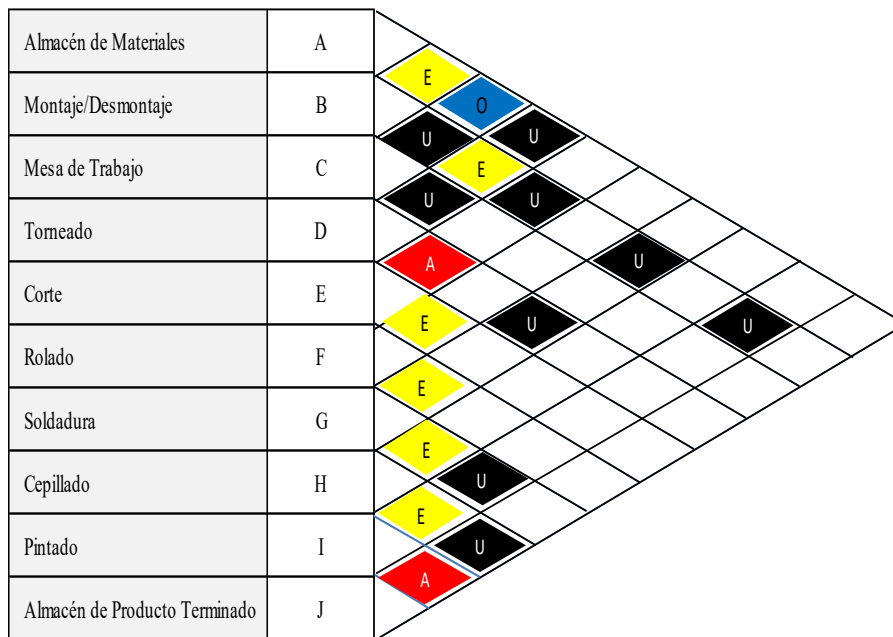 Almacén de Materiales A
E
Montaje/Desmontaje B
O
U U
Mesa de Trabajo C
E
U U
Torneado D
A U
Corte E
E U U
Rolado F
E
Soldadura G
E
Cepillado H
U
E
Pintado I
U
A
Almacén de Producto Terminado J